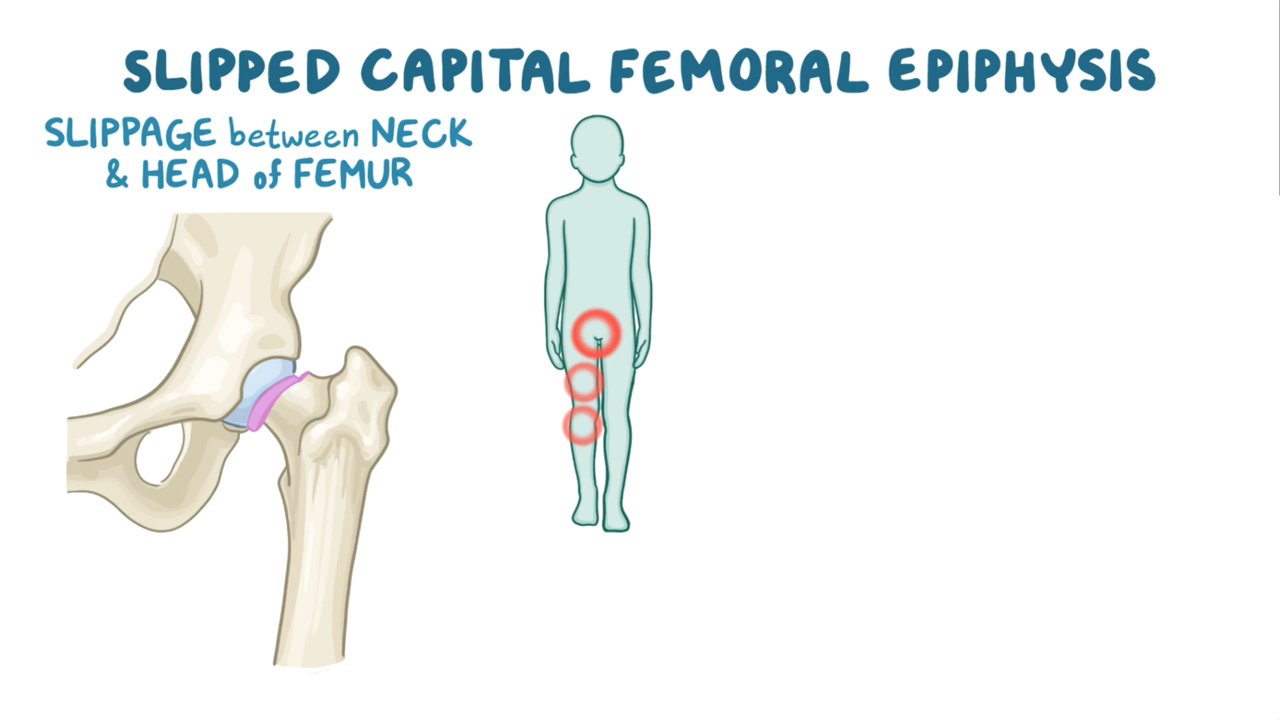 SLIPPED CAPITAL FEMORAL EPIPHYSIS
SLIPPAGE between NECK
& HEAD of FEMUR